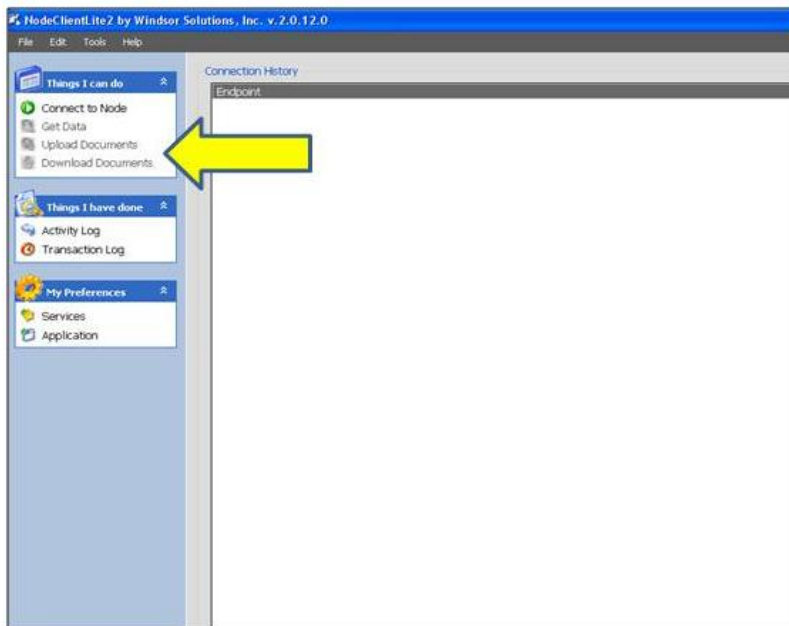 NodeClientLite2 by Windsor Solutions, Inc. v.2.0.12.0
File Edit Tools Help
Things I can do
Connect to Node
Get Data
Upload Documents
Download Documents
Things I have done
Activity Log
Transaction Log
My Preferences
Services
Application
Connection History
Endpoint